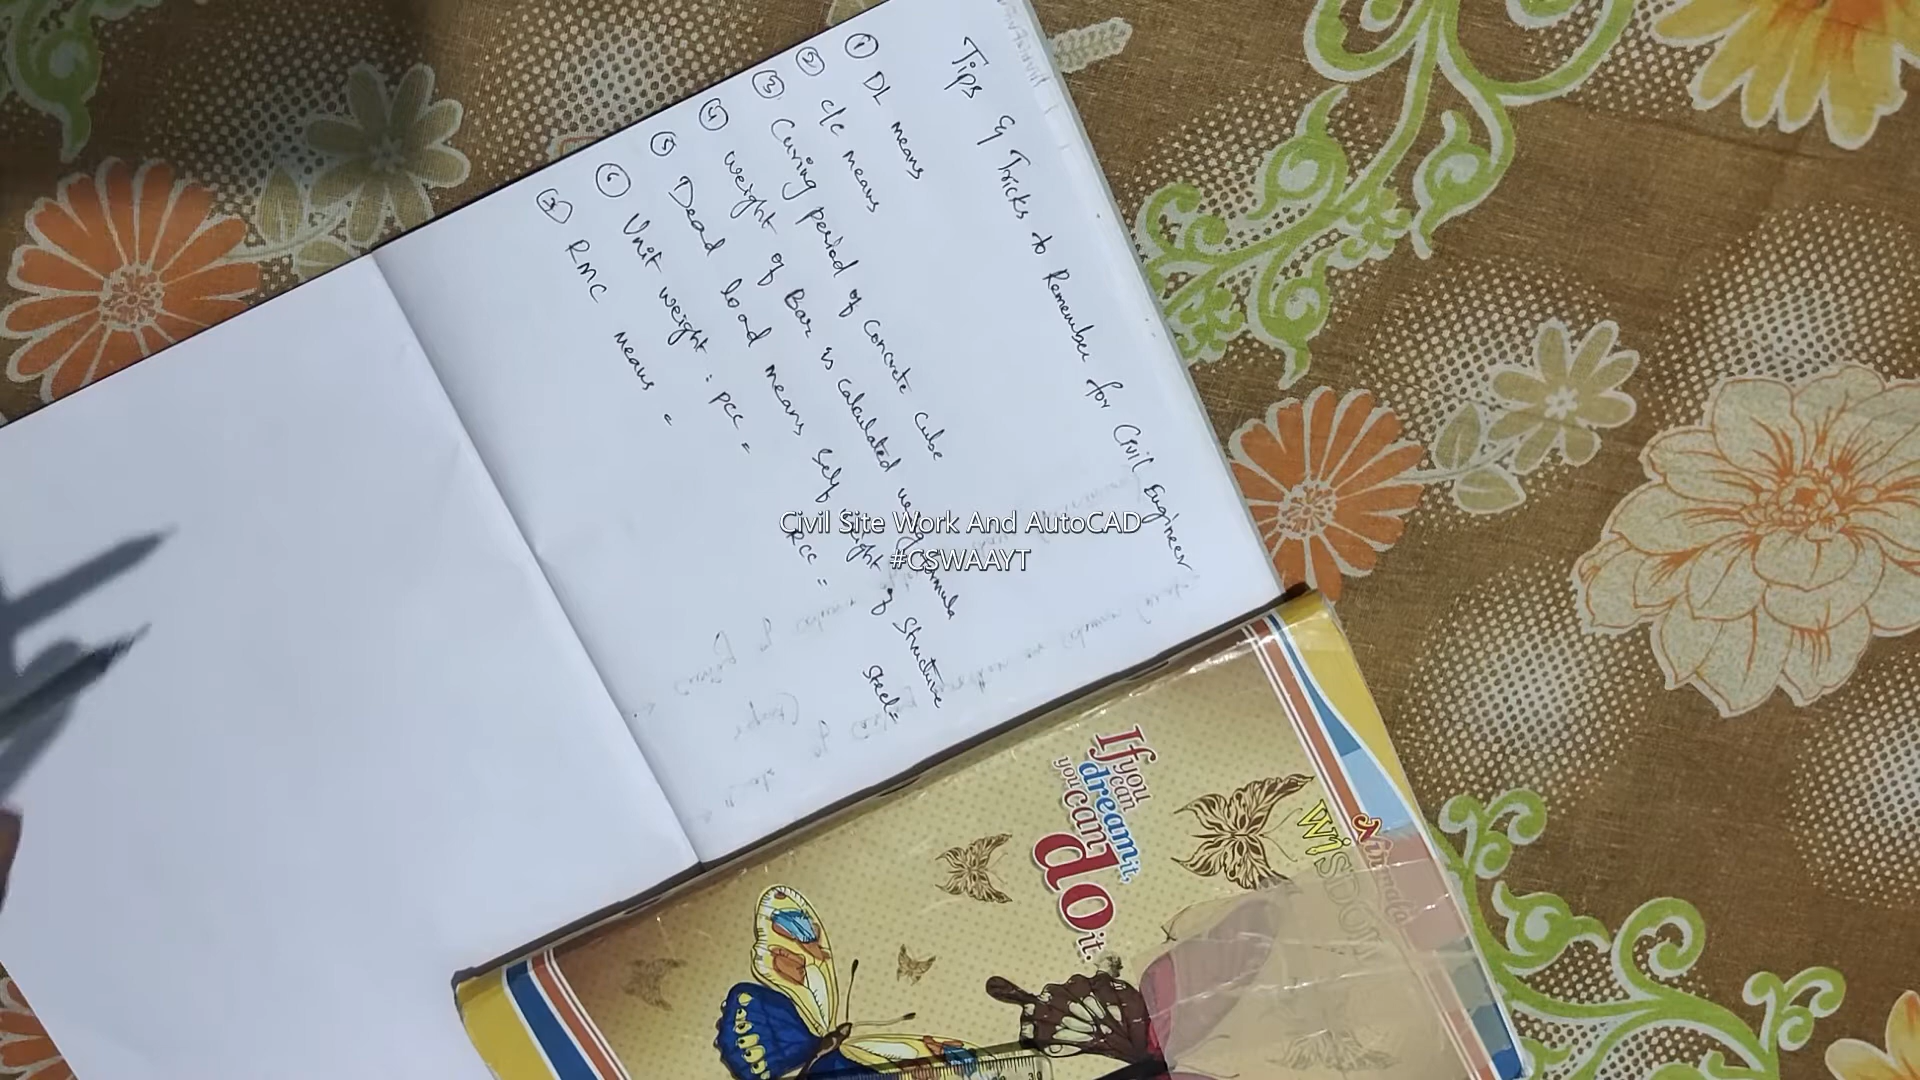 Tips & Tricks to Remember for Civil Engineer
① DL means
② c/c means
③ Curing period of concrete cube
④ weight of Bar is calculated using formula
⑤ Dead load means self weight of structure
⑥ Unit weight : PCC = RCC = Steel =
⑦ RMC means =
Civil Site Work And AutoCAD
#CSWAAYT
If you
can
dream it,
you can
do it.
WiSDOM